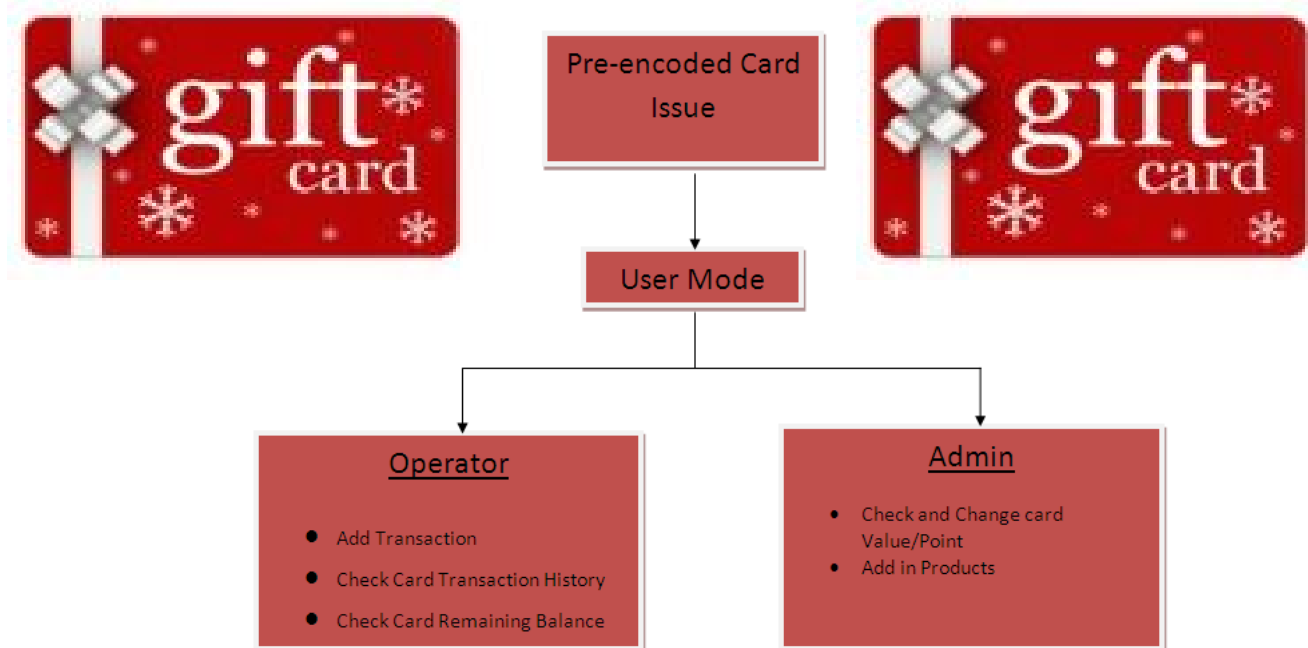 gift
card
Pre-encoded Card
Issue
gift
card
User Mode
Operator
● Add Transaction
● Check Card Transaction History
● Check Card Remaining Balance
Admin
• Check and Change card
Value/Point
• Add in Products